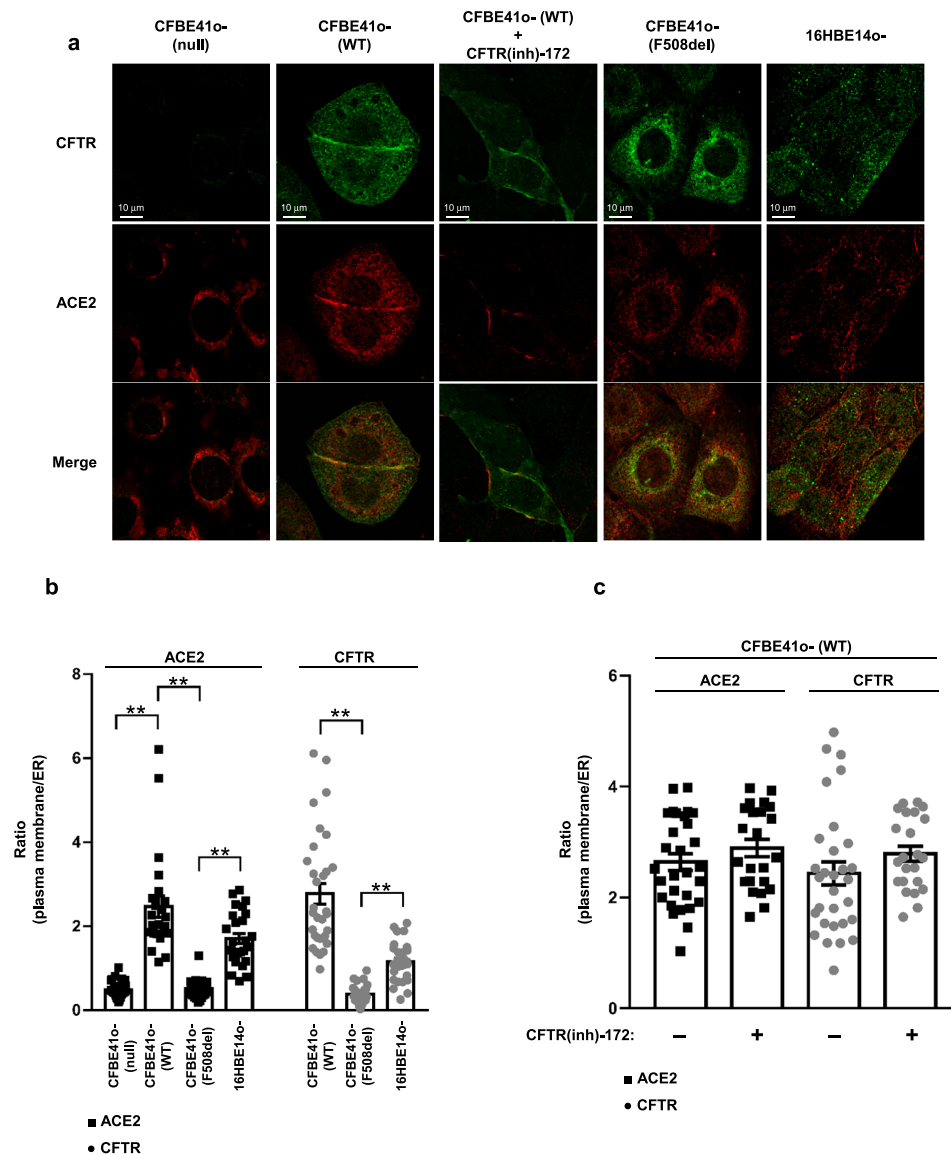 a
CFBE41o-
(null)
CFBE41o-
(WT)
CFBE41o- (WT)
+
CFTR(inh)-172
CFBE41o-
(F508del)
16HBE14o-
CFTR
10 µm
10 µm
10 µm
10 µm
10 µm
ACE2
Merge
b
ACE2
CFTR
Ratio
(plasma membrane/ER)
8
6
4
2
0
**
**
**
**
**
CFBE41o-
(null)
CFBE41o-
(WT)
CFBE41o-
(F508del)
16HBE14o-
CFBE41o-
(WT)
CFBE41o-
(F508del)
16HBE14o-
ACE2
CFTR
c
CFBE41o- (WT)
ACE2
CFTR
Ratio
(plasma membrane/ER)
6
4
2
0
CFTR(inh)-172: – + – +
ACE2
CFTR